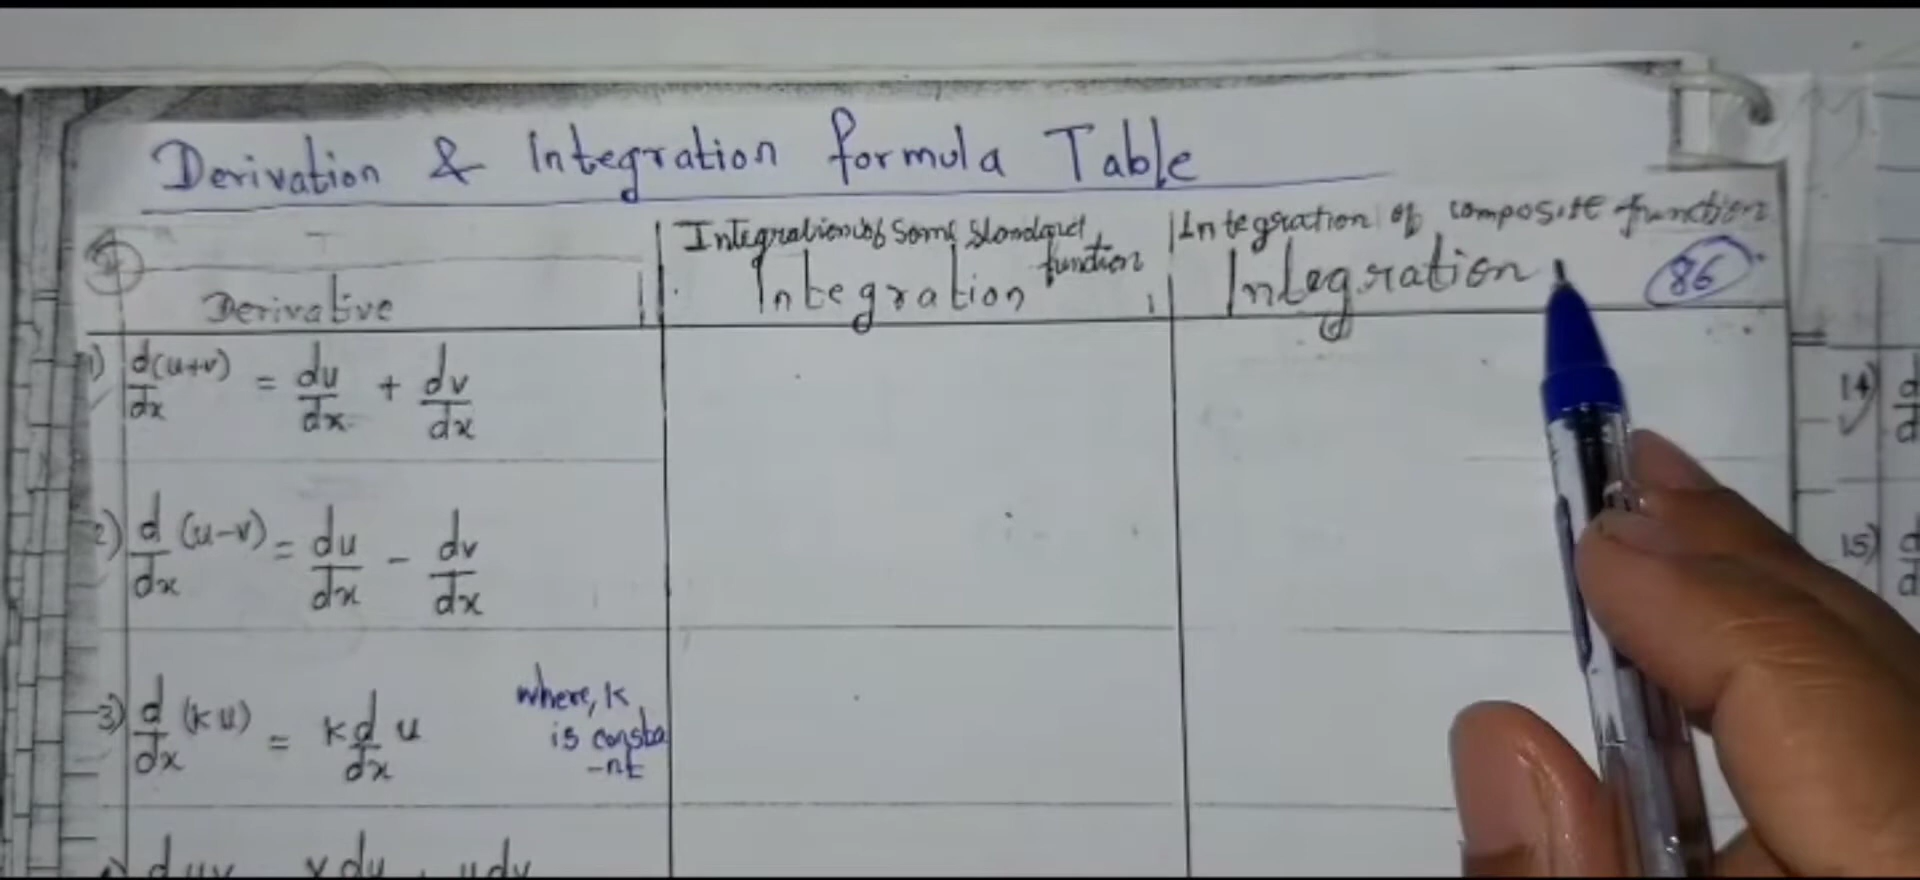 Derivation & Integration formula Table
Derivative
Integration of Some Standard function
Integration
Integration of composite function
Integration
86
1) d(u+v)/dx = du/dx + dv/dx
2) d/dx (u-v) = du/dx - dv/dx
3) d/dx (k u) = k d/dx u
where, k
is consta
-nt
14)
15)